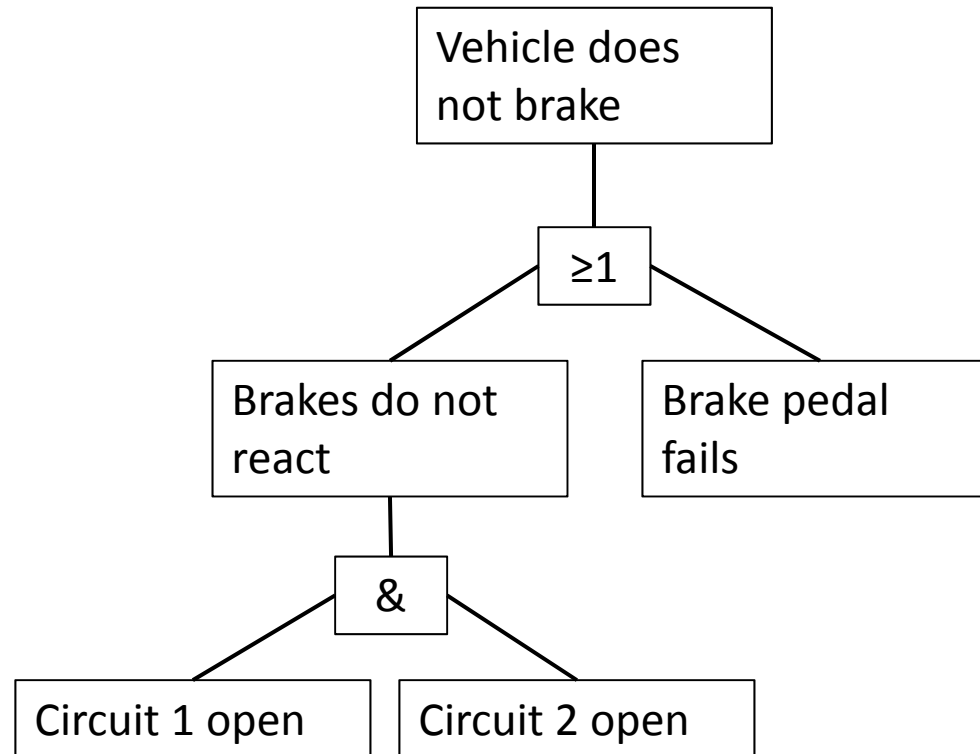 Vehicle does
not brake
≥1
Brakes do not
react
Brake pedal
fails
&
Circuit 1 open
Circuit 2 open